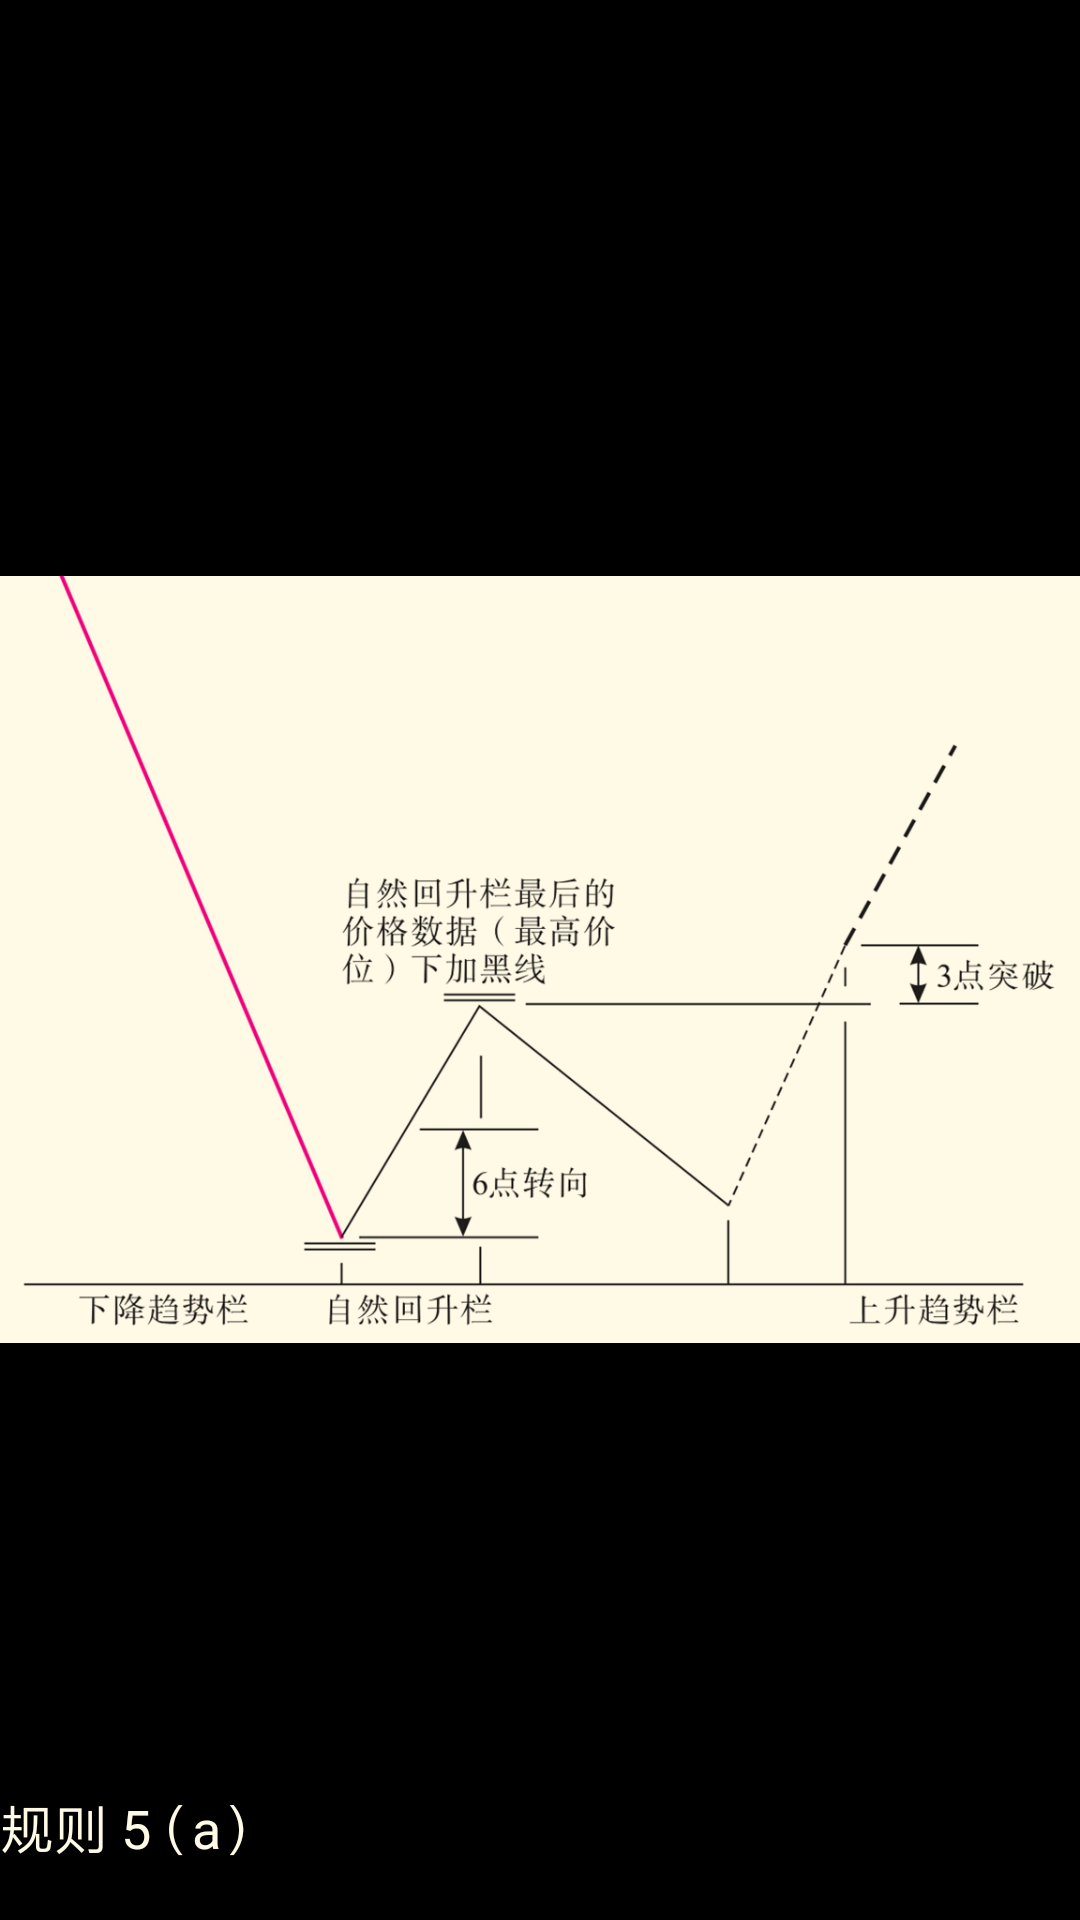 自然回升栏最后的
价格数据（最高价
位）下加黑线
3点突破
6点转向
下降趋势栏
自然回升栏
上升趋势栏
规则 5(a)